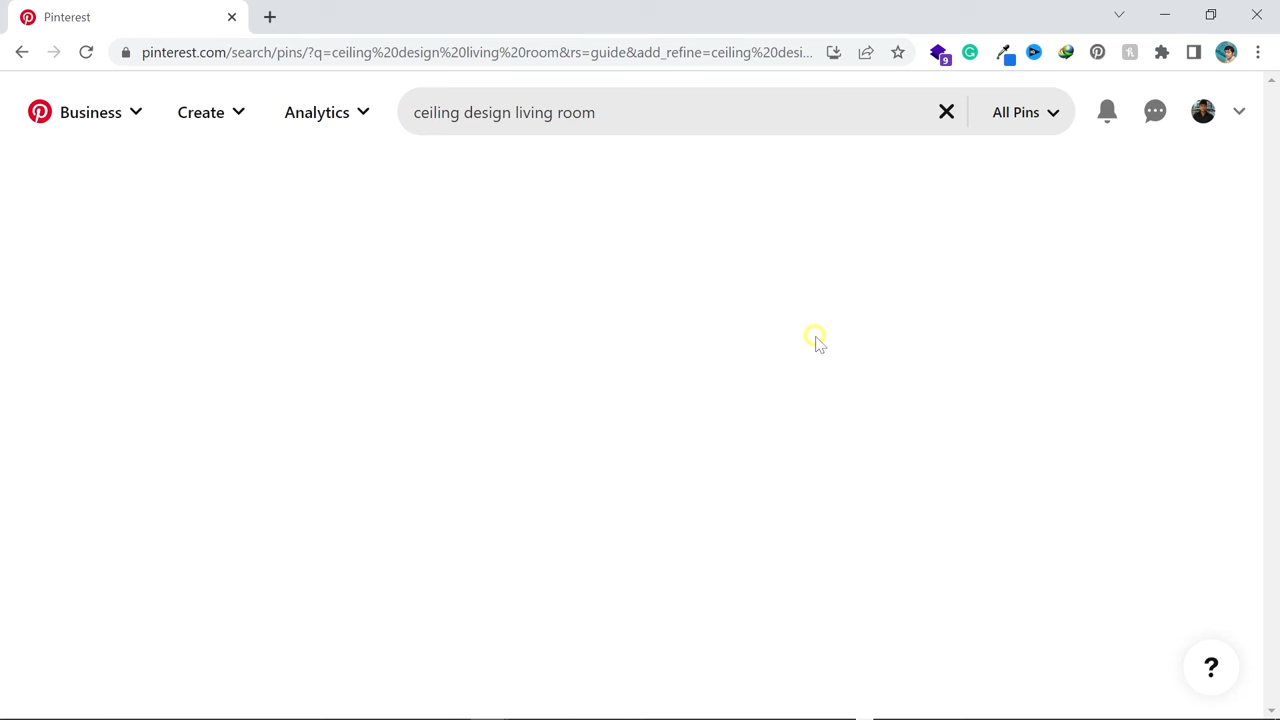 Pinterest
pinterest.com/search/pins/?q=ceiling%20design%20living%20room&rs=guide&add_refine=ceiling%20desi...
9
Business
Create
Analytics
ceiling design living room
All Pins
?